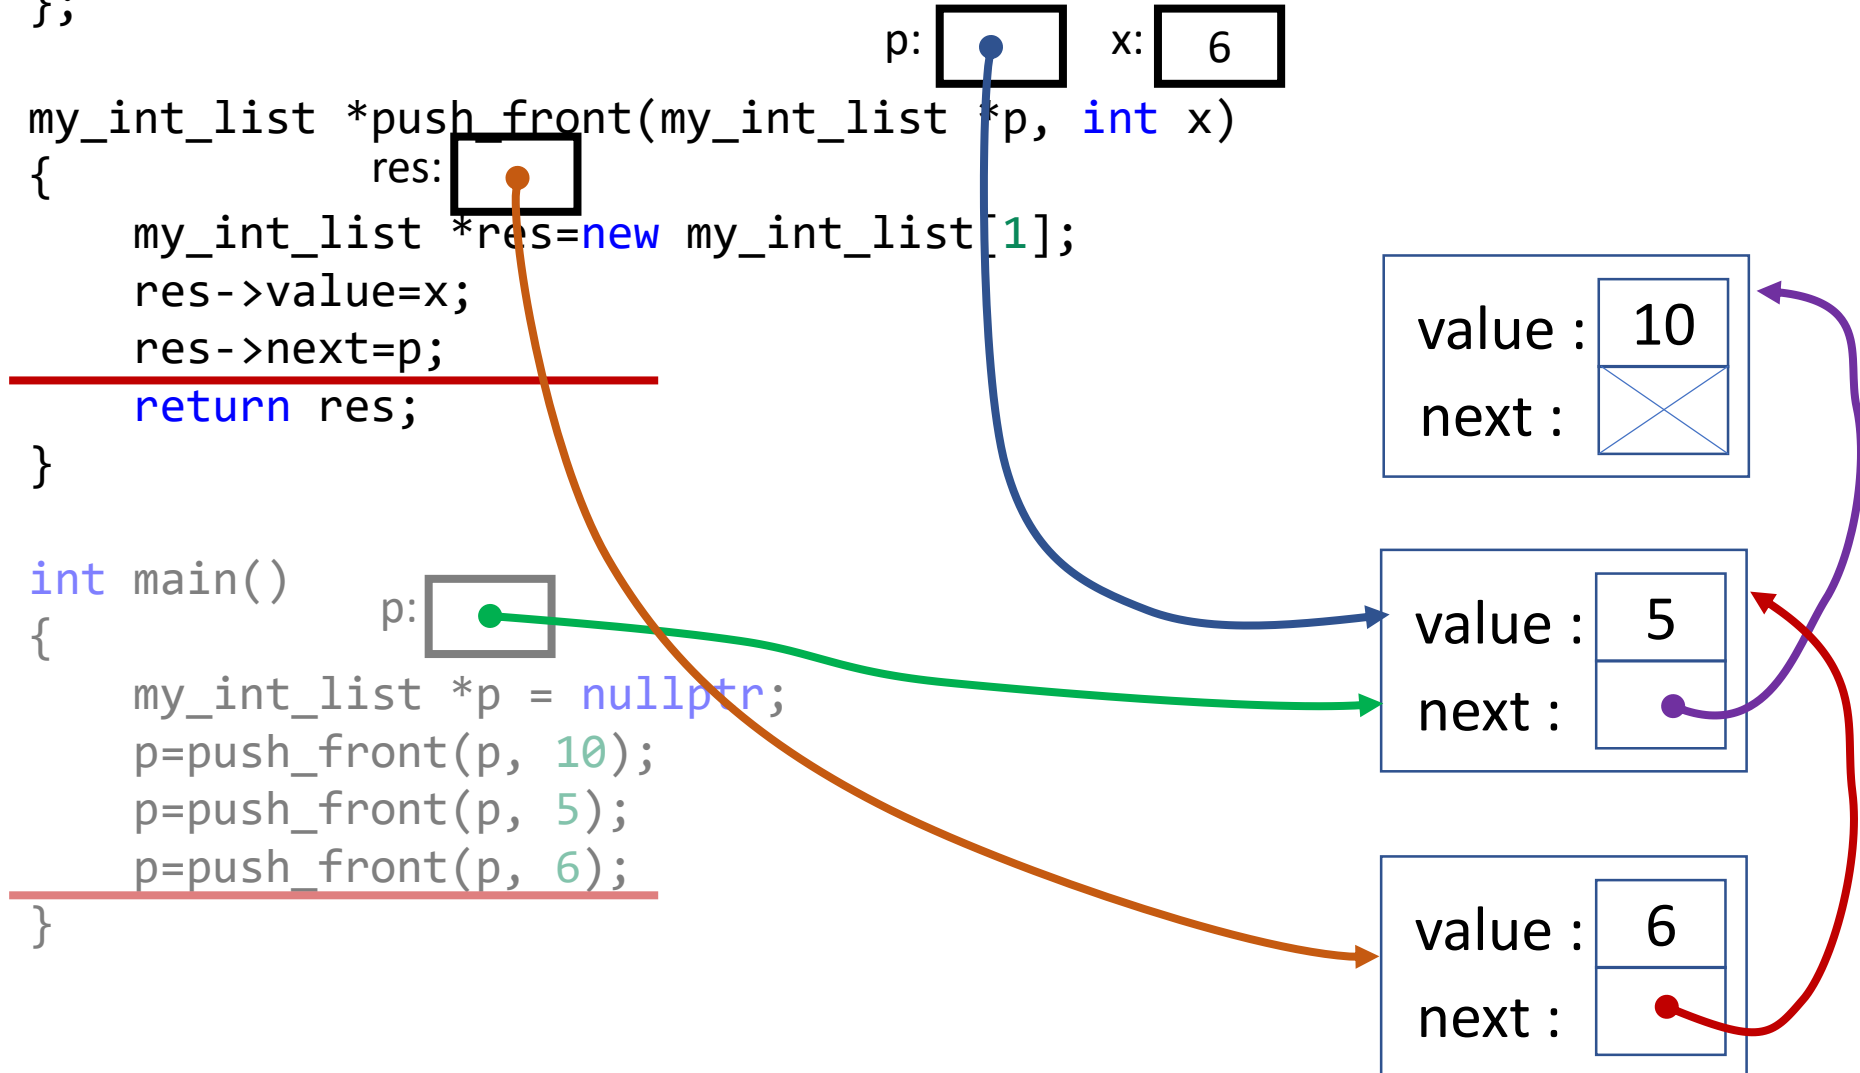 };
p: x: 6
my_int_list *push_front(my_int_list *p, int x)
{
res:
    my_int_list *res=new my_int_list[1];
    res->value=x;
    res->next=p;
    return res;
}
value : 10
next :
int main()
{
p:
    my_int_list *p = nullptr;
    p=push_front(p, 10);
    p=push_front(p, 5);
    p=push_front(p, 6);
}
value : 5
next :
value : 6
next :